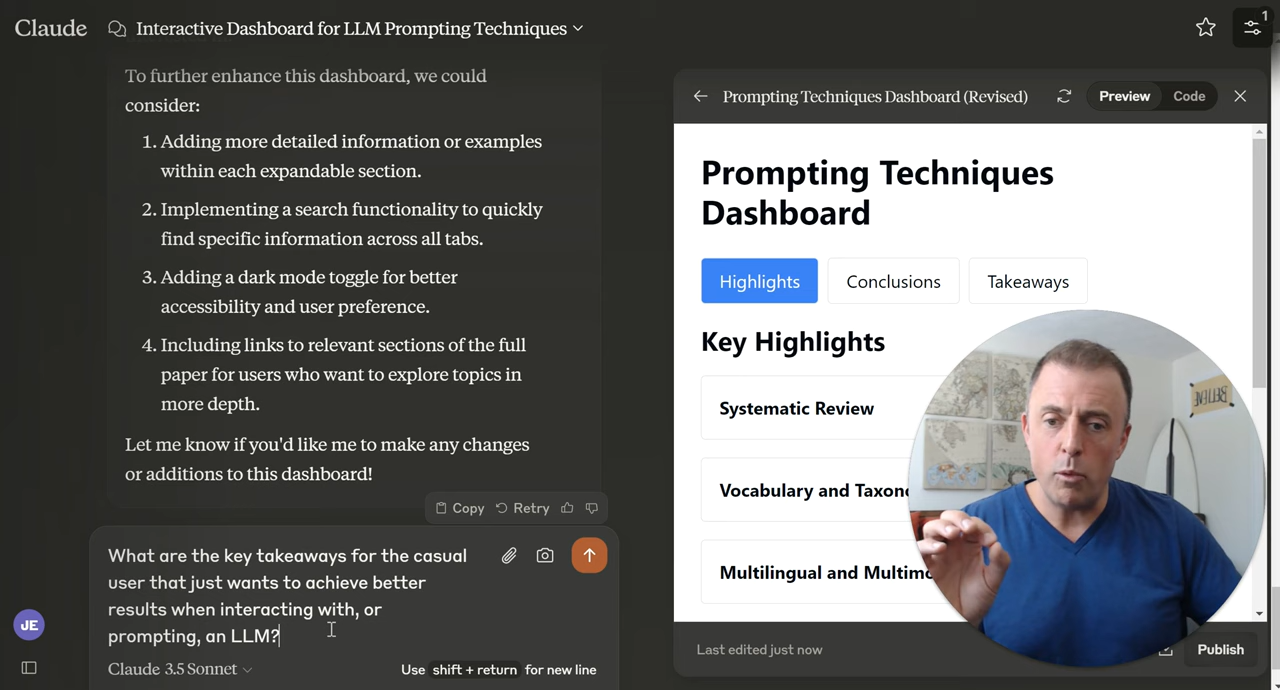 Claude
Interactive Dashboard for LLM Prompting Techniques
1
To further enhance this dashboard, we could
consider:
1. Adding more detailed information or examples
within each expandable section.
2. Implementing a search functionality to quickly
find specific information across all tabs.
3. Adding a dark mode toggle for better
accessibility and user preference.
4. Including links to relevant sections of the full
paper for users who want to explore topics in
more depth.
Let me know if you'd like me to make any changes
or additions to this dashboard!
Copy Retry
What are the key takeaways for the casual
user that just wants to achieve better
results when interacting with, or
prompting, an LLM?
JE
Claude 3.5 Sonnet
Use shift + return for new line
Prompting Techniques Dashboard (Revised)
Preview Code
Prompting Techniques
Dashboard
Highlights Conclusions Takeaways
Key Highlights
Systematic Review
Vocabulary and
Multilingual and
BELIEVE
Last edited just now
Publish